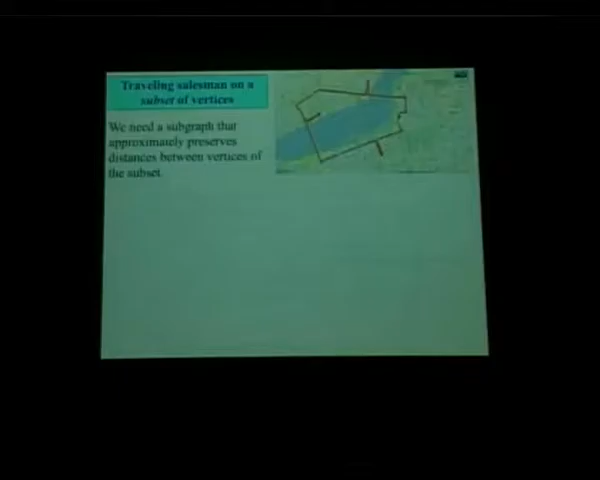 Traveling salesman on a
subset of vertices
We need a subgraph that
approximately preserves
distances between vertices of
the subset.